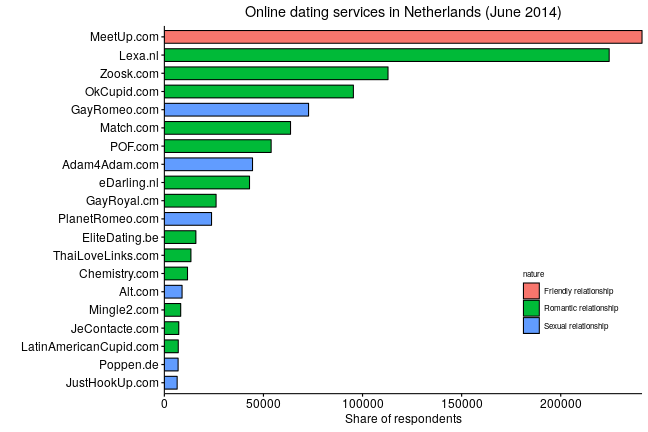 Online dating services in Netherlands (June 2014)
MeetUp.com
Lexa.nl
Zoosk.com
OkCupid.com
GayRomeo.com
Match.com
POF.com
Adam4Adam.com
eDarling.nl
GayRoyal.cm
PlanetRomeo.com
EliteDating.be
ThaiLoveLinks.com
Chemistry.com
Alt.com
Mingle2.com
JeContacte.com
LatinAmericanCupid.com
Poppen.de
JustHookUp.com
nature
Friendly relationship
Romantic relationship
Sexual relationship
0 50000 100000 150000 200000
Share of respondents